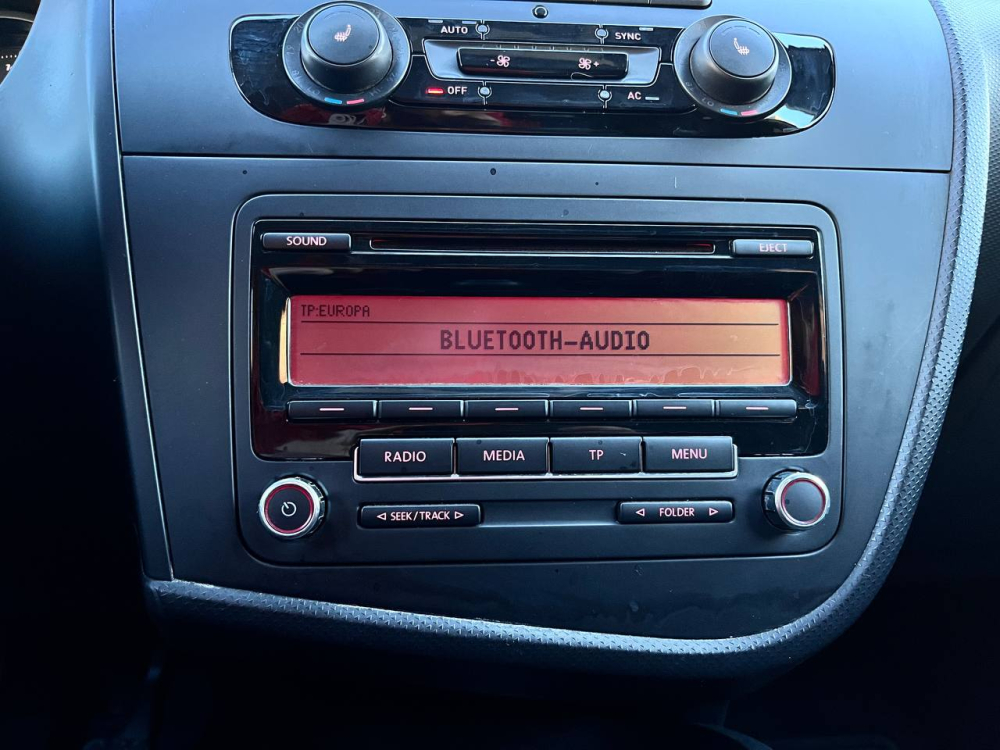 AUTO
SYNC
- +
OFF
AC
SOUND
EJECT
TP:EUROPA
BLUETOOTH-AUDIO
RADIO MEDIA TP MENU
◁ SEEK/TRACK ▷
◁ FOLDER ▷